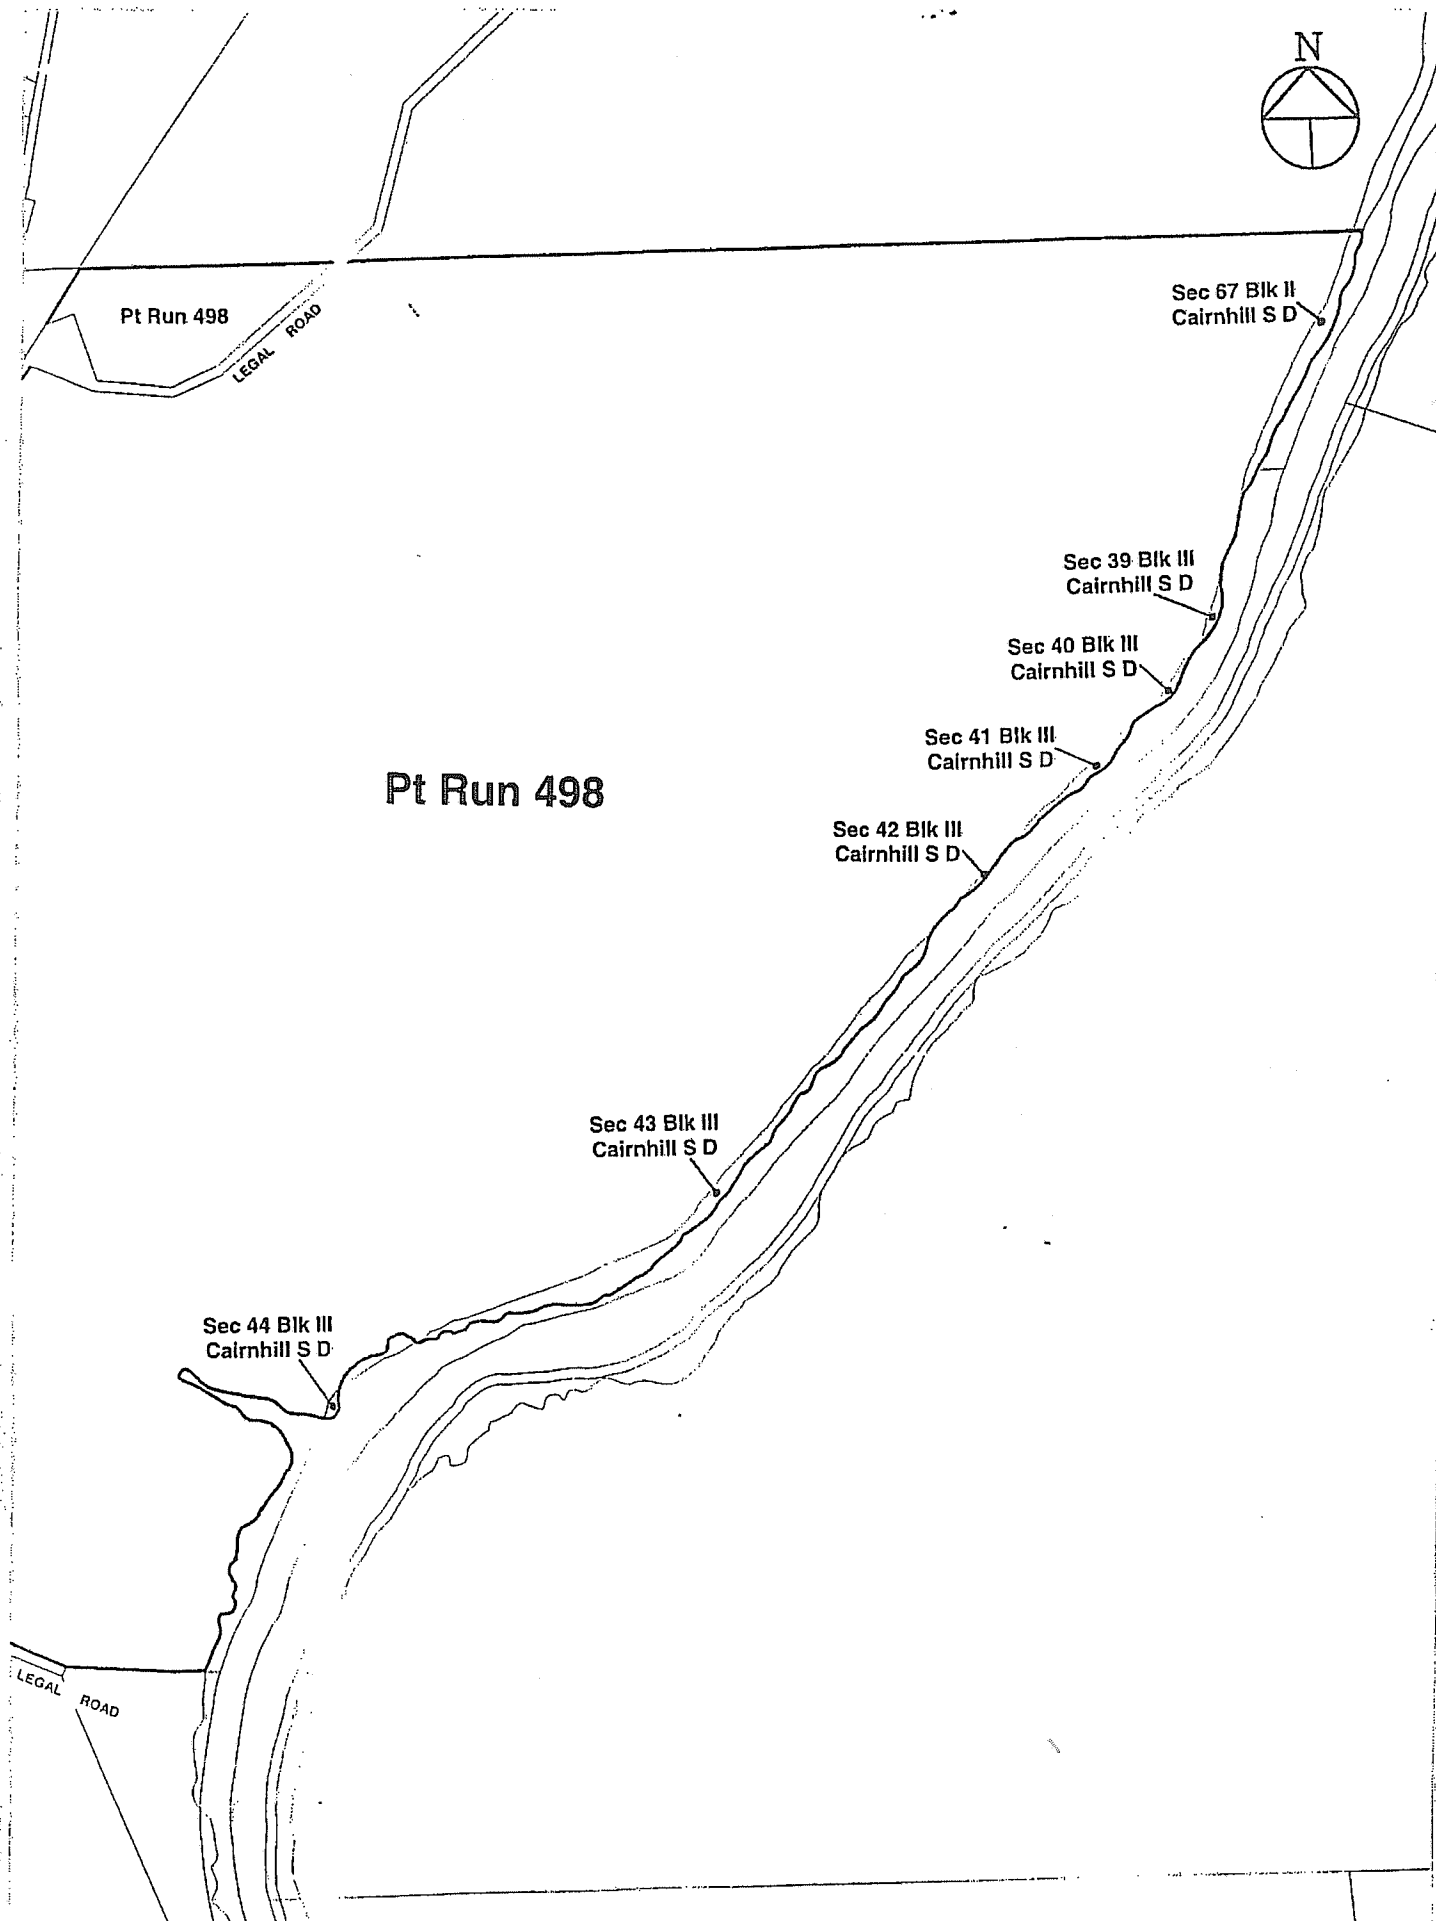 N
Sec 67 Blk II
Cairnhill S D
Pt Run 498
LEGAL ROAD
Sec 39 Blk III
Cairnhill S D
Sec 40 Blk III
Cairnhill S D
Sec 41 Blk III
Cairnhill S D
Pt Run 498
Sec 42 Blk III
Cairnhill S D
Sec 43 Blk III
Cairnhill S D
Sec 44 Blk III
Cairnhill S D
LEGAL ROAD